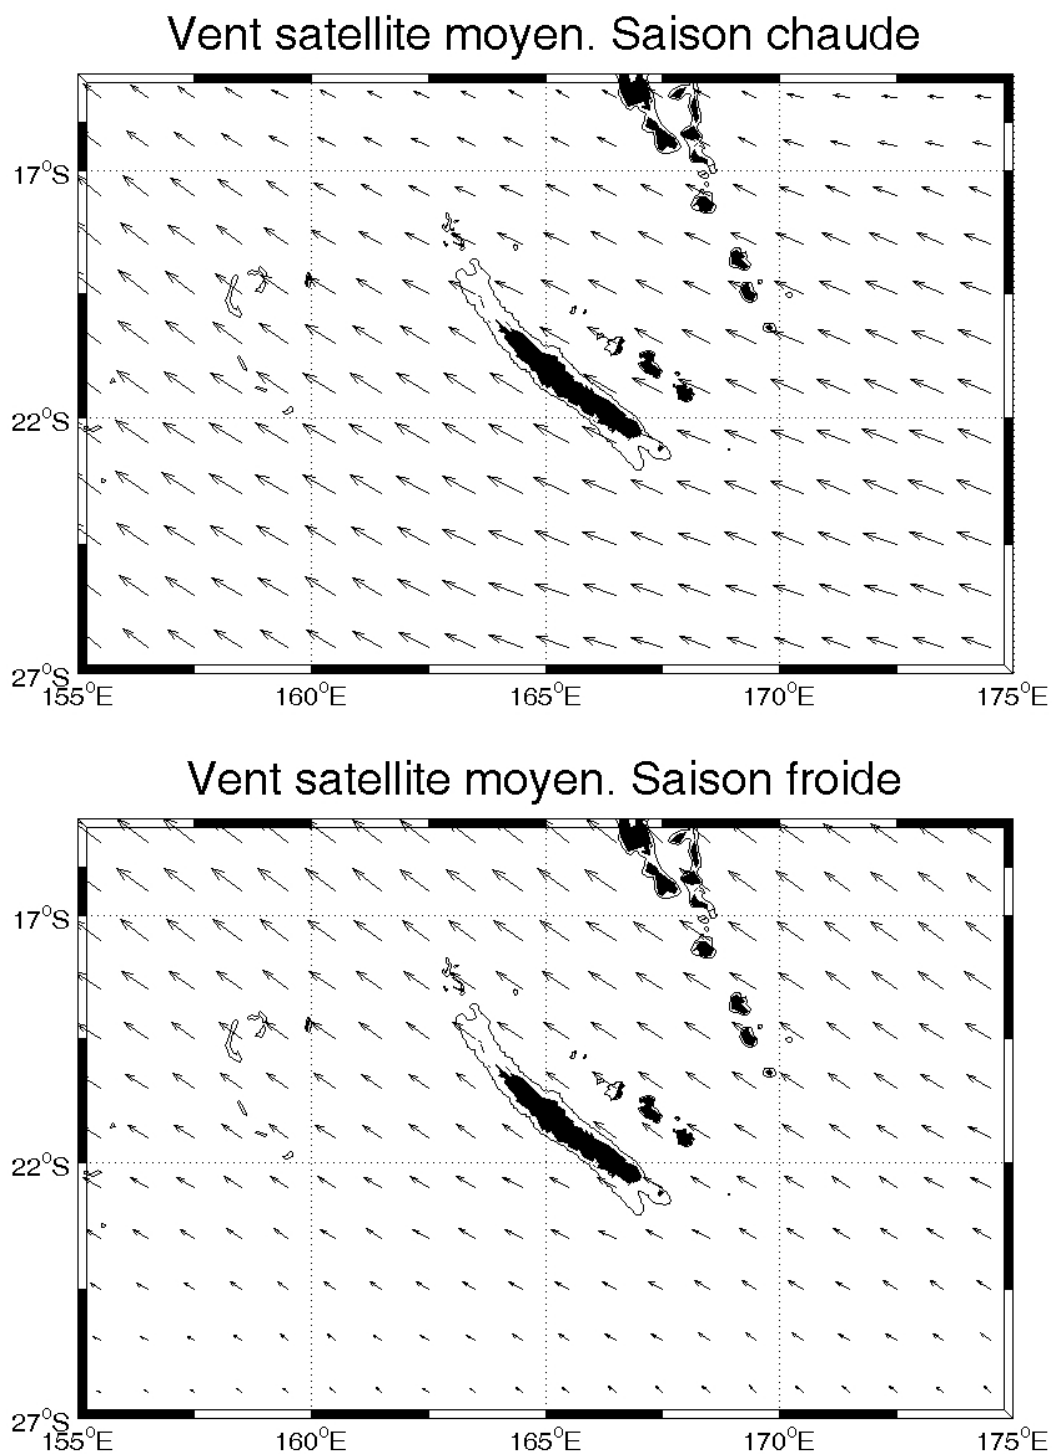 Vent satellite moyen. Saison chaude
17°S
22°S
27°S
155°E 160°E 165°E 170°E 175°E
Vent satellite moyen. Saison froide
17°S
22°S
27°S
155°E 160°E 165°E 170°E 175°E